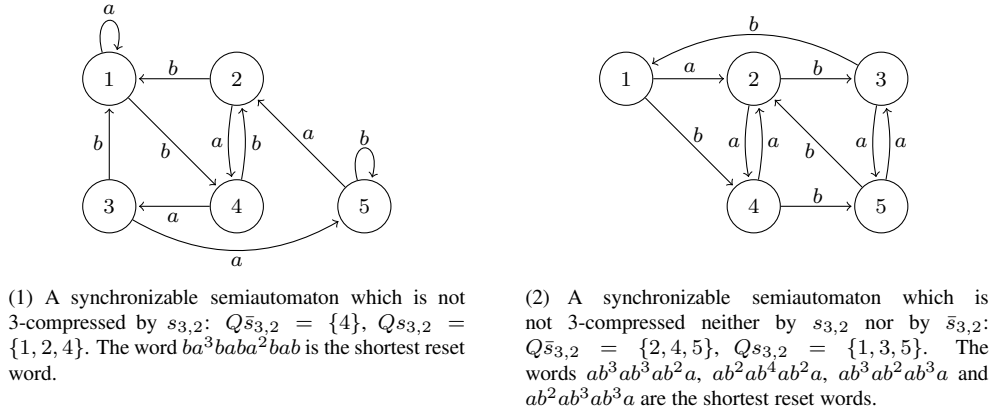 a
b
1
b
2
3
b
1
a
2
b
3
b
b
a
b
a
b
b
a
a
b
a
a
3
a
4
5
4
b
5
a
(1) A synchronizable semiautomaton which is not
3-compressed by s₃,₂: Qs̄₃,₂ = {4}, Qs₃,₂ =
{1, 2, 4}. The word ba³baba²bab is the shortest reset
word.
(2) A synchronizable semiautomaton which is
not 3-compressed neither by s₃,₂ nor by s̄₃,₂:
Qs̄₃,₂ = {2, 4, 5}, Qs₃,₂ = {1, 3, 5}. The
words ab³ab³ab²a, ab²ab⁴ab²a, ab³ab²ab³a and
ab²ab³ab³a are the shortest reset words.